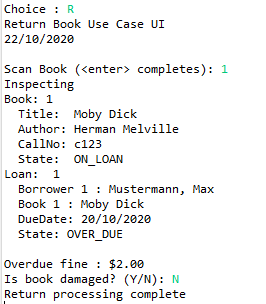 Choice : R
Return Book Use Case UI
22/10/2020
Scan Book (<enter> completes): 1
Inspecting
Book: 1
Title:  Moby Dick
Author: Herman Melville
CallNo: c123
State:  ON_LOAN
Loan:  1
Borrower 1 : Mustermann, Max
Book 1 : Moby Dick
DueDate: 20/10/2020
State: OVER_DUE
Overdue fine : $2.00
Is book damaged? (Y/N): N
Return processing complete